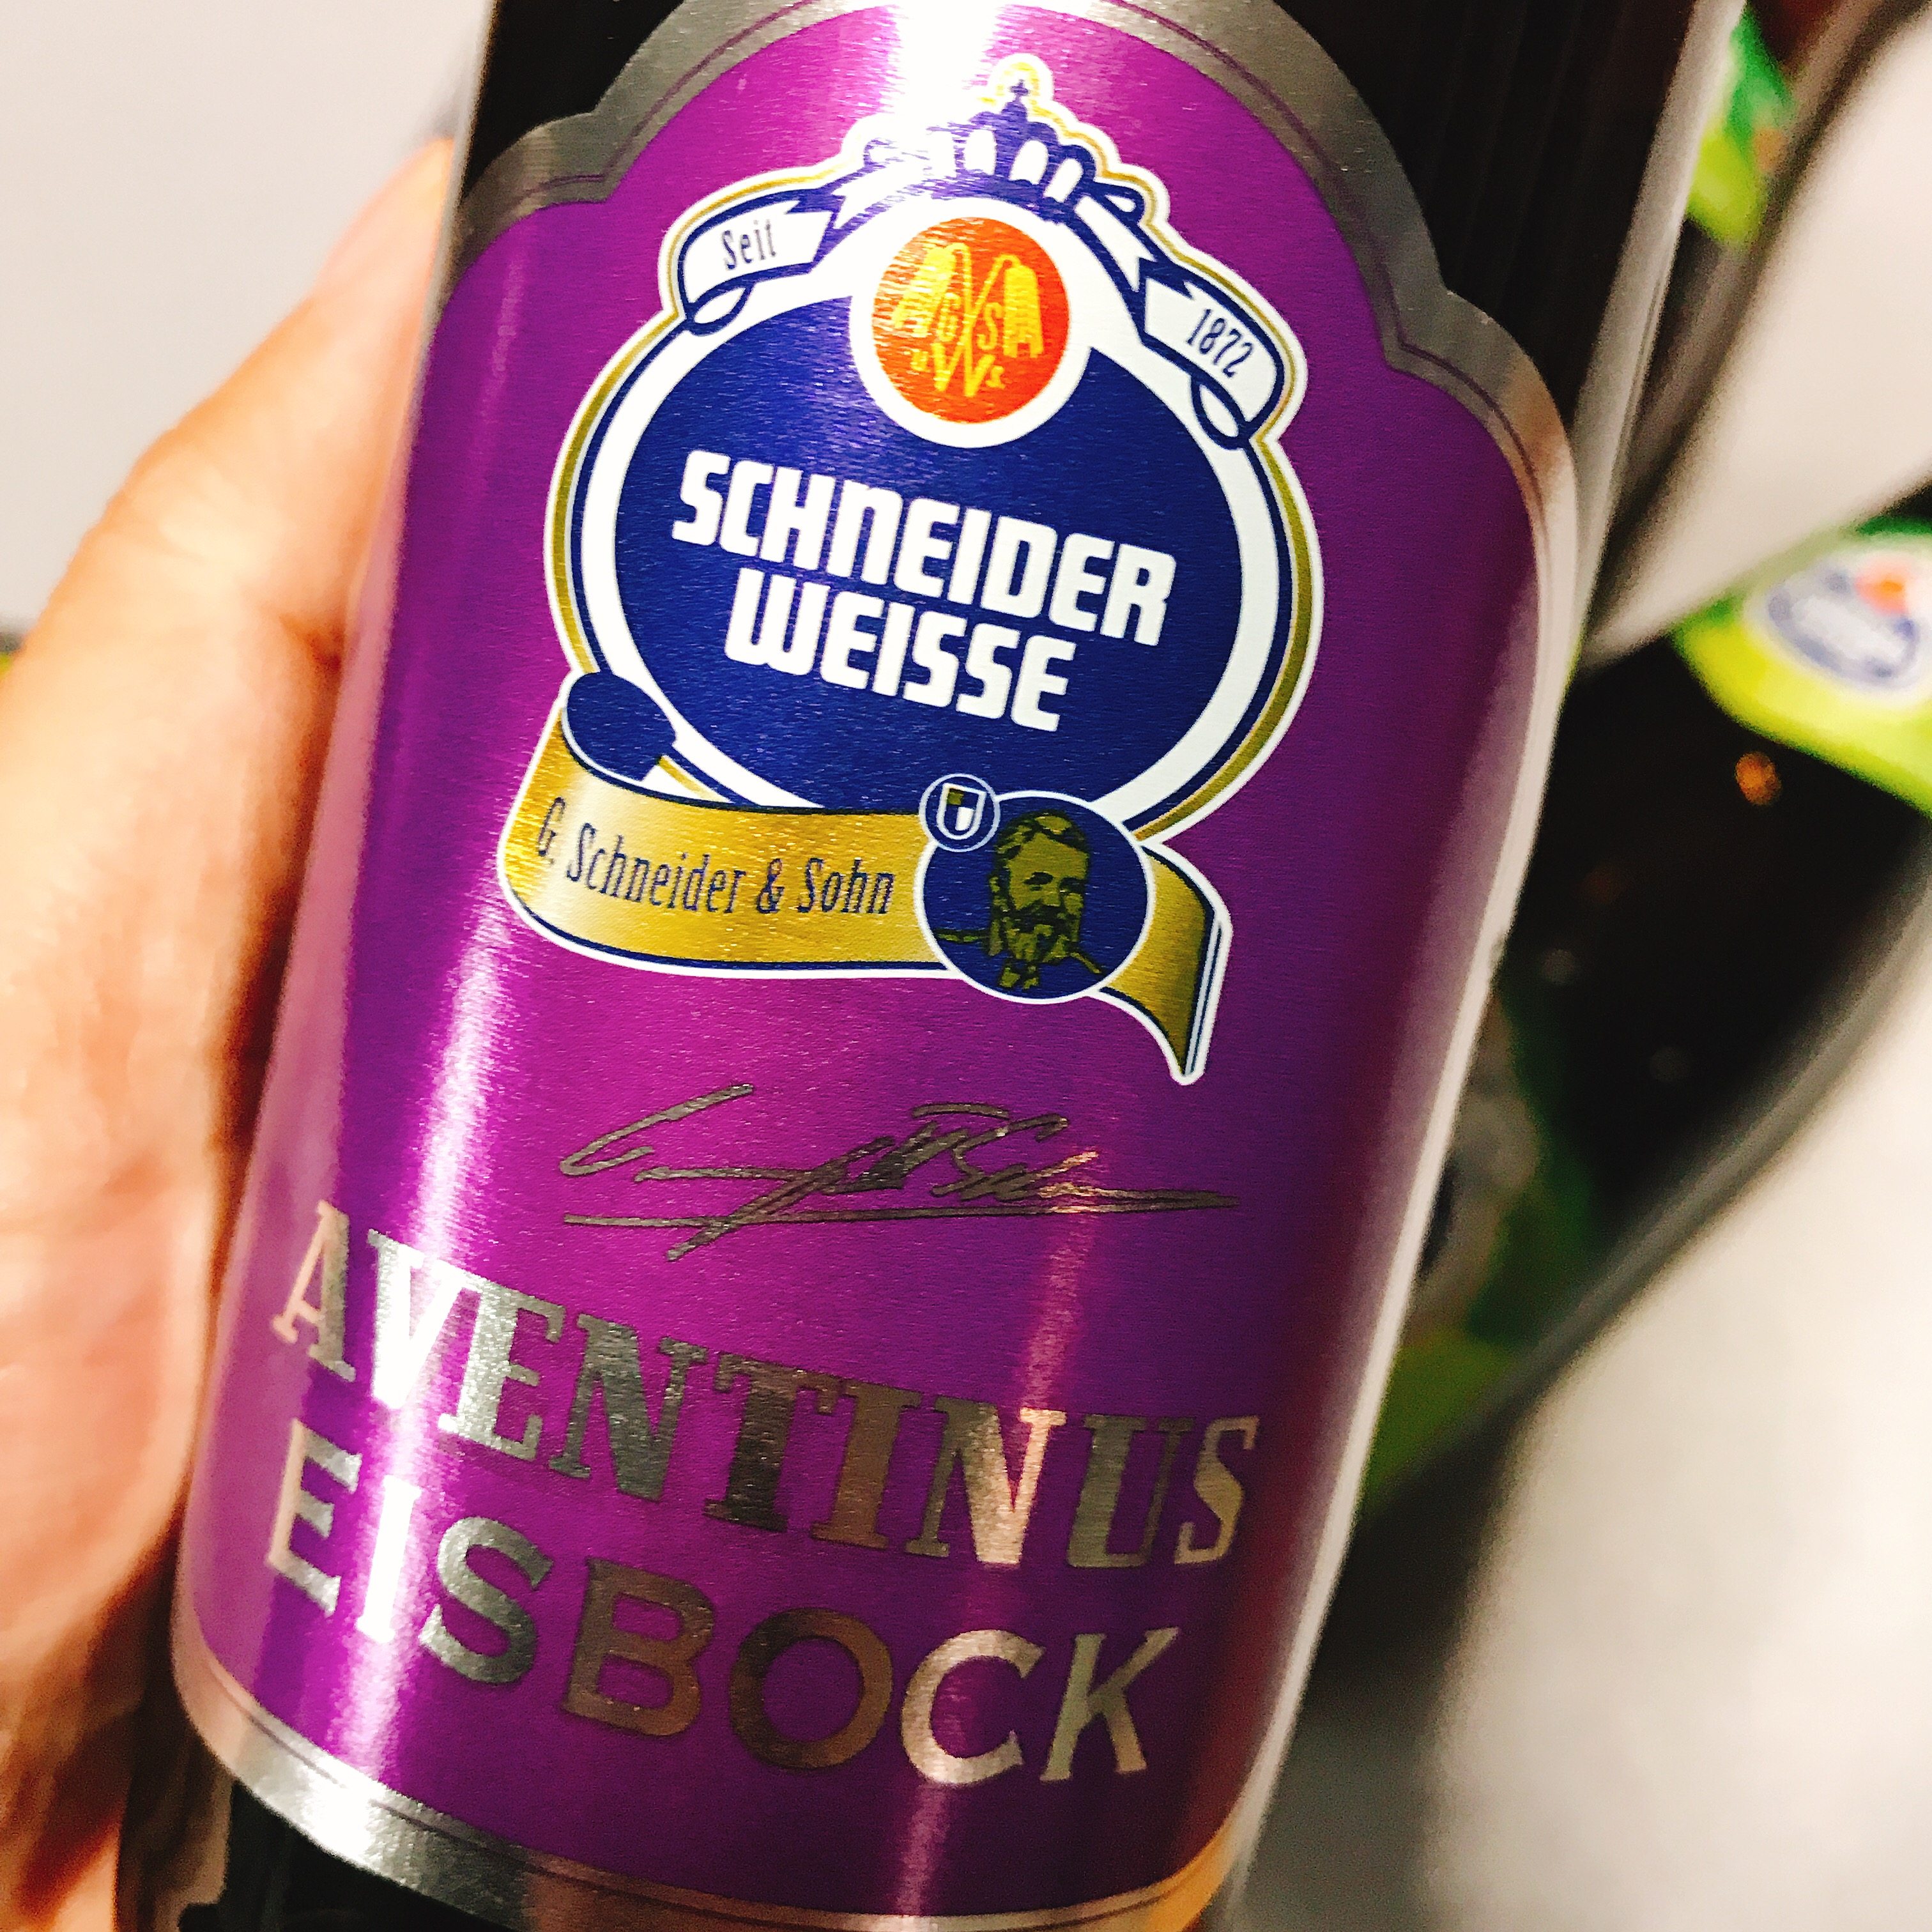 Seit 1872
G S
u W S.
SCHNEIDER
WEISSE
G. Schneider & Sohn
AVENTINUS
EISBOCK